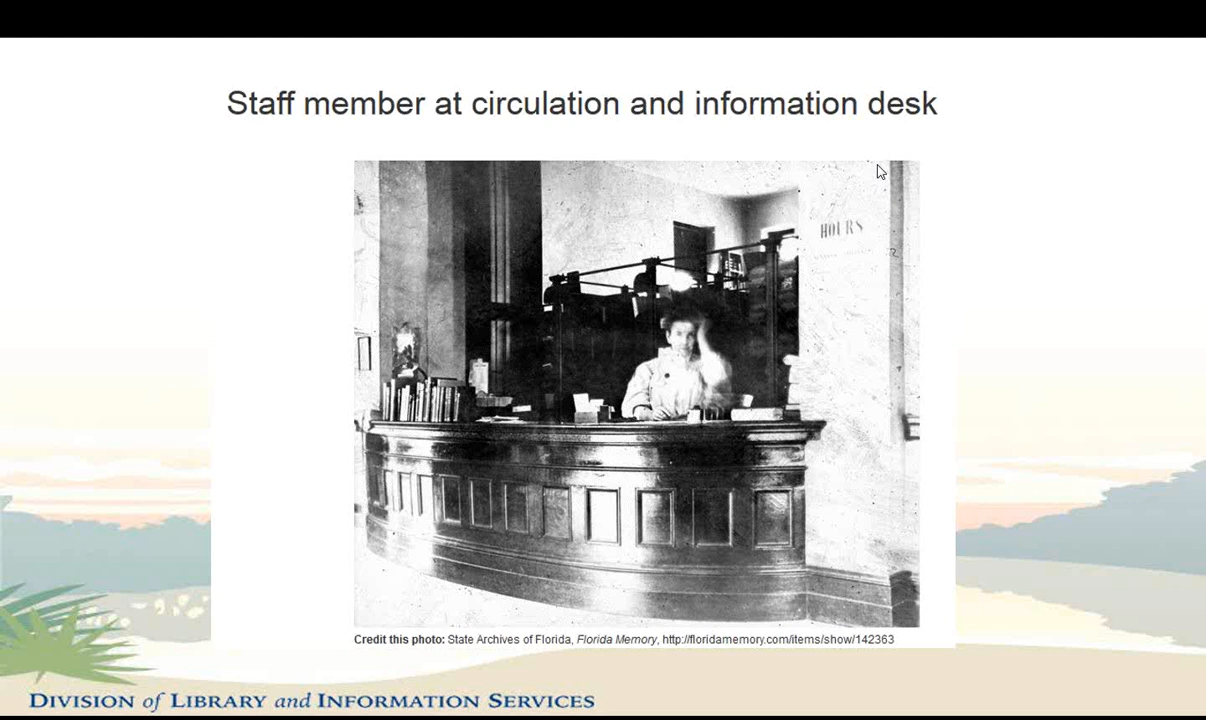 Staff member at circulation and information desk
HOURS
Credit this photo: State Archives of Florida, Florida Memory, http://floridamemory.com/items/show/142363
DIVISION of LIBRARY and INFORMATION SERVICES